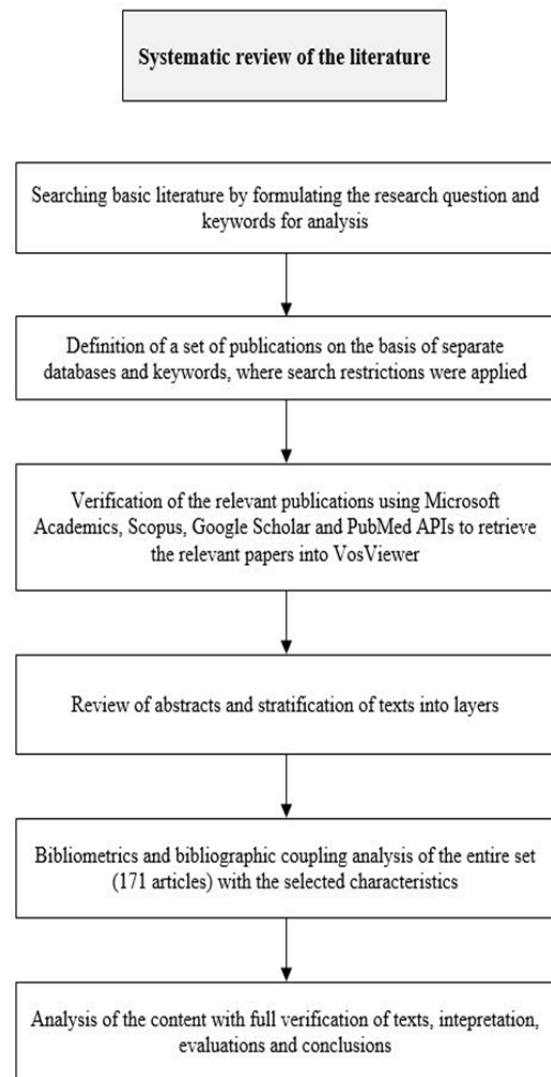 Systematic review of the literature
Searching basic literature by formulating the research question and
keywords for analysis
Definition of a set of publications on the basis of separate
databases and keywords, where search restrictions were applied
Verification of the relevant publications using Microsoft
Academics, Scopus, Google Scholar and PubMed APIs to retrieve
the relevant papers into VosViewer
Review of abstracts and stratification of texts into layers
Bibliometrics and bibliographic coupling analysis of the entire set
(171 articles) with the selected characteristics
Analysis of the content with full verification of texts, intepretation,
evaluations and conclusions